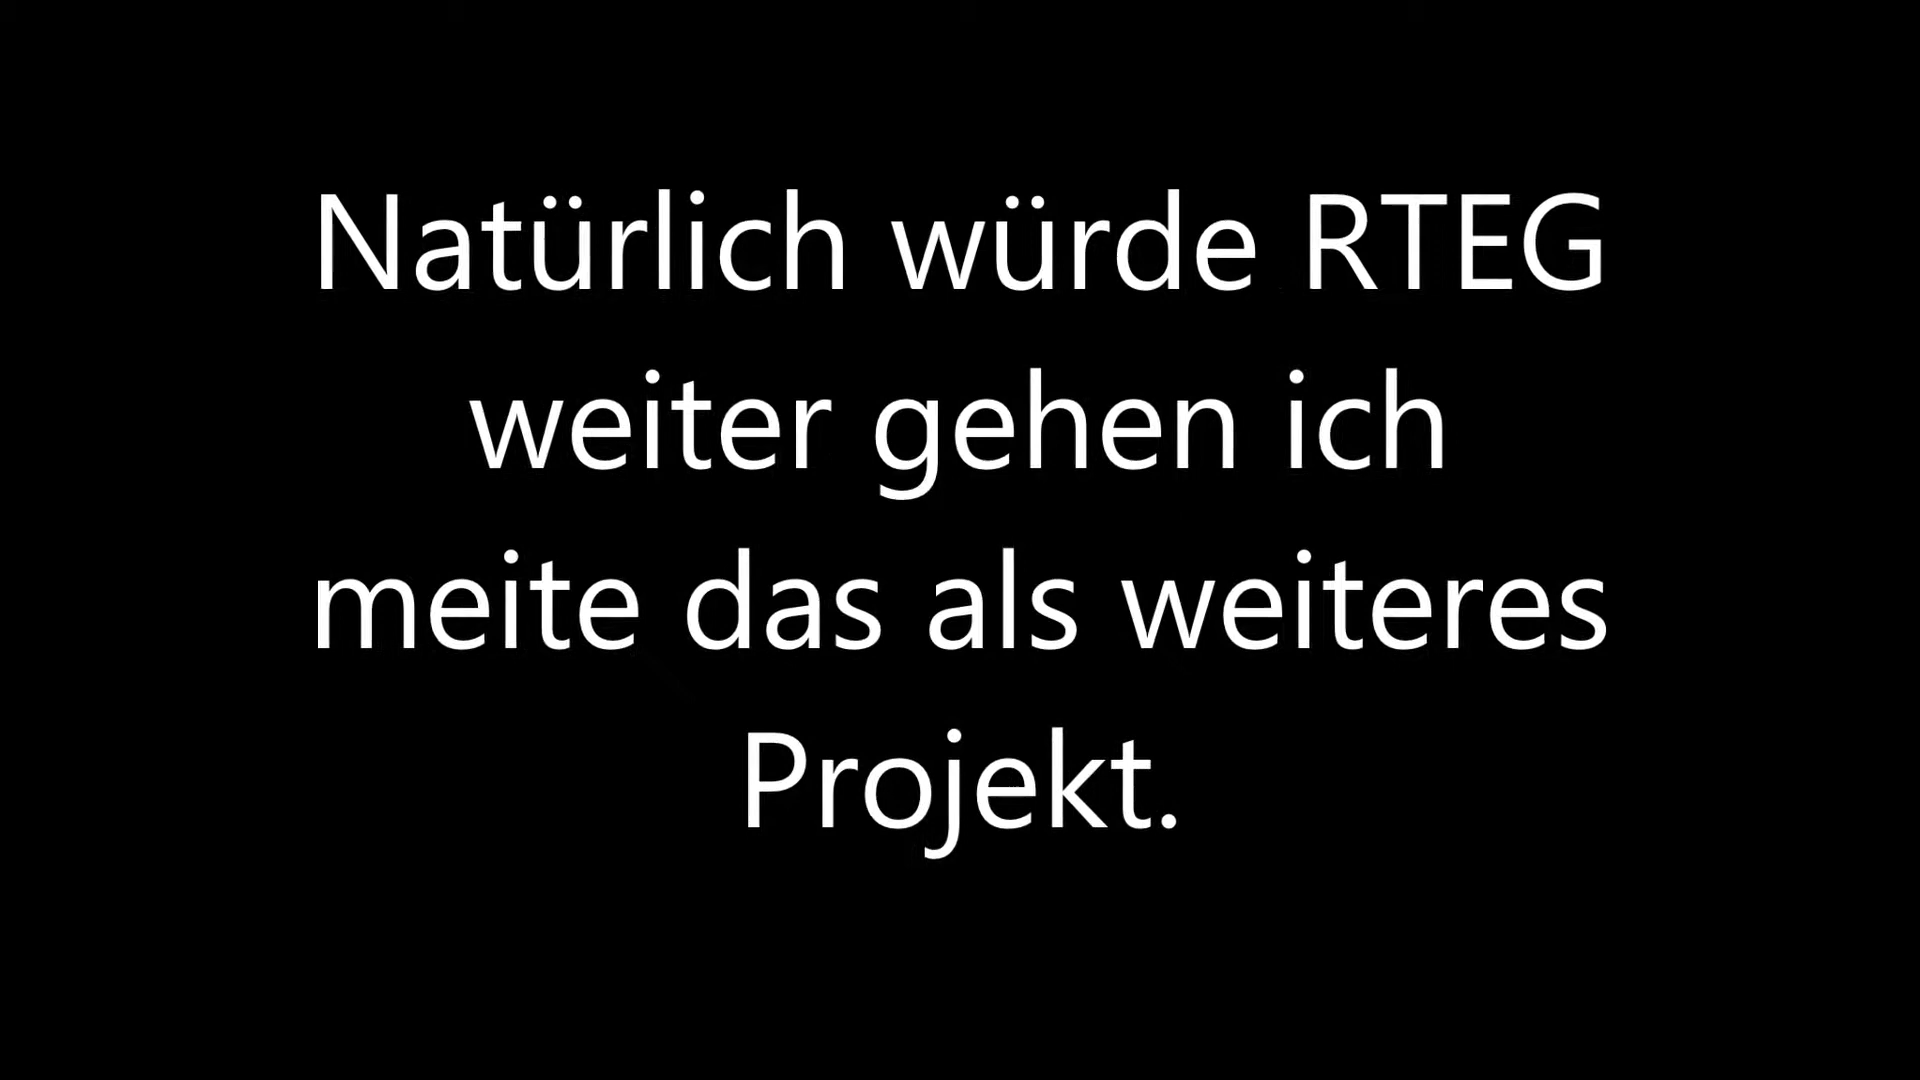 Natürlich würde RTEG
weiter gehen ich
meite das als weiteres
Projekt.